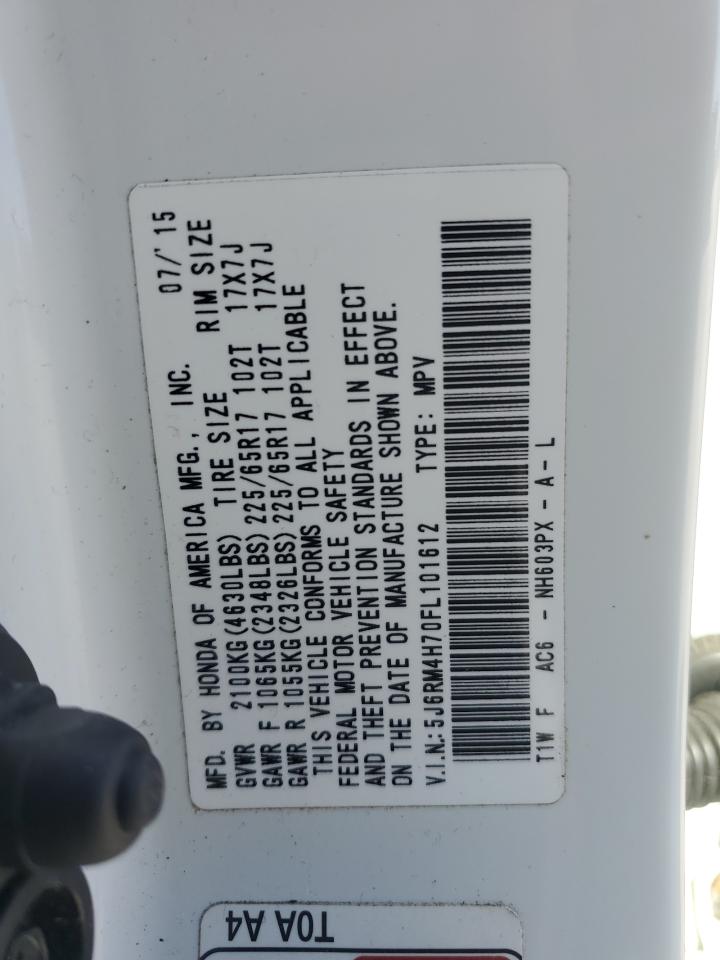 MFD. BY HONDA OF AMERICA MFG., INC. 07/'15
GVWR 2100KG(4630LBS) TIRE SIZE RIM SIZE
GAWR F 1065KG(2348LBS) 225/65R17 102T 17X7J
GAWR R 1055KG(2326LBS) 225/65R17 102T 17X7J
THIS VEHICLE CONFORMS TO ALL APPLICABLE
FEDERAL MOTOR VEHICLE SAFETY
AND THEFT PREVENTION STANDARDS IN EFFECT
ON THE DATE OF MANUFACTURE SHOWN ABOVE.
V.I.N.: 5J6RM4H70FL101612 TYPE: MPV
T1W F AC6 - NH603PX - A - L
T0A A4